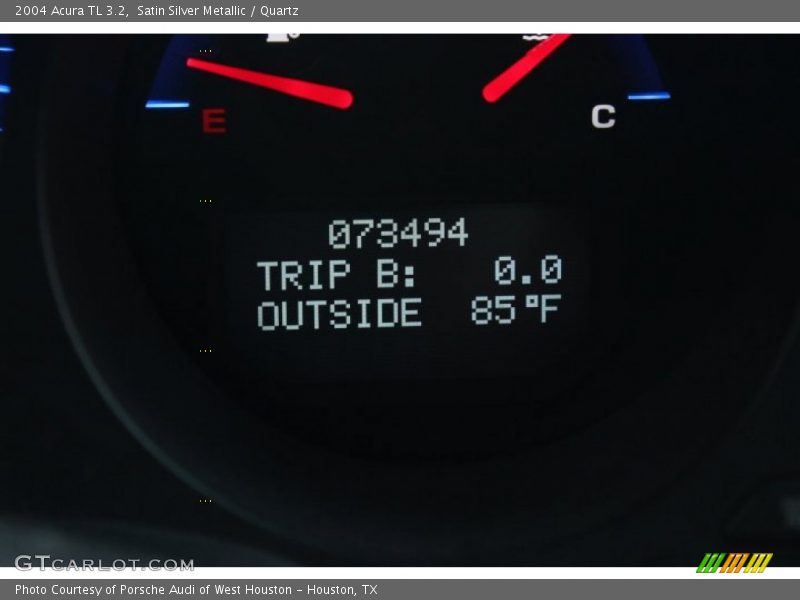 2004 Acura TL 3.2,  Satin Silver Metallic / Quartz
E
C
073494
TRIP B: 0.0
OUTSIDE 85°F
GTCARLOT.COM
Photo Courtesy of Porsche Audi of West Houston - Houston, TX